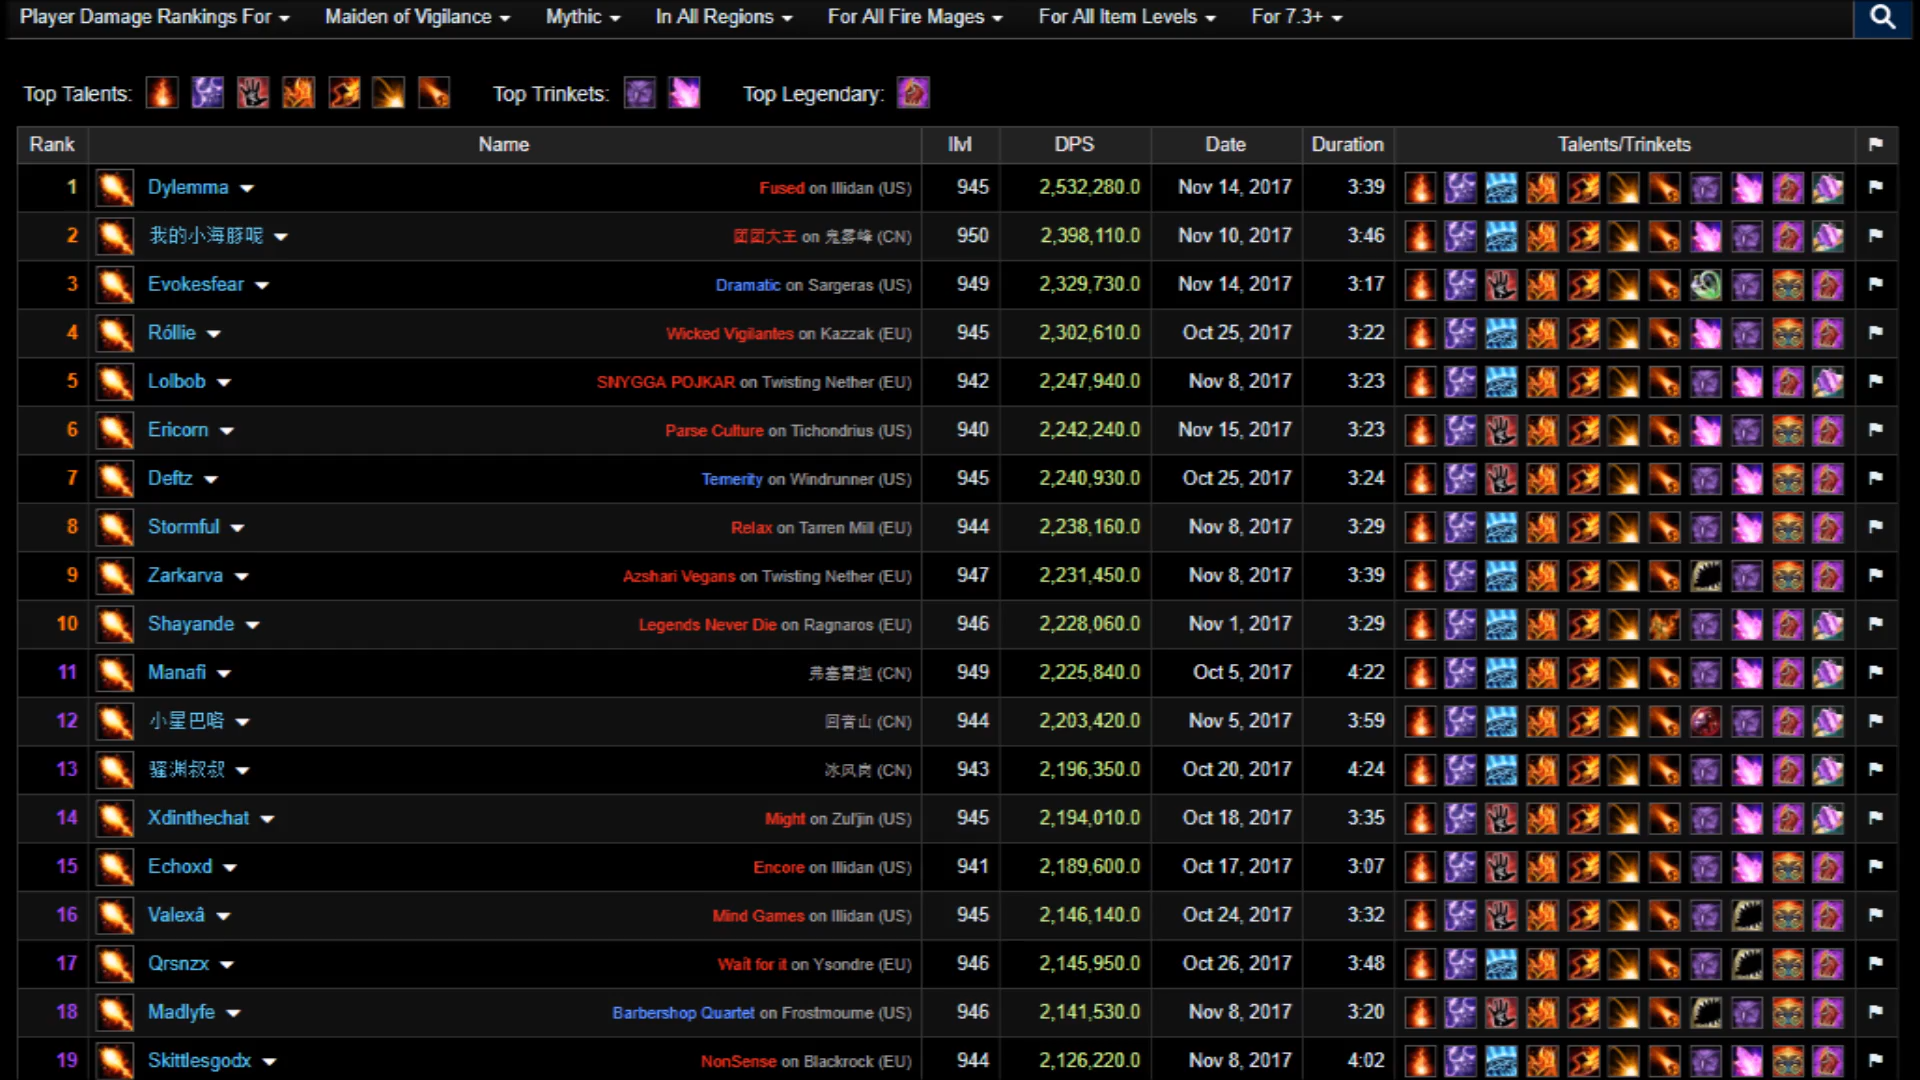 Player Damage Rankings For Maiden of Vigilance Mythic In All Regions For All Fire Mages For All Item Levels For 7.3+
Top Talents: Top Trinkets: Top Legendary:
Rank Name Ilvl DPS Date Duration Talents/Trinkets
1 Dylemma Fused on Illidan (US) 945 2,532,280.0 Nov 14, 2017 3:39
2 我的小海豚呢 团团大王 on 鬼雾峰 (CN) 950 2,398,110.0 Nov 10, 2017 3:46
3 Evokesfear Dramatic on Sargeras (US) 949 2,329,730.0 Nov 14, 2017 3:17
4 Róllie Wicked Vigilantes on Kazzak (EU) 945 2,302,610.0 Oct 25, 2017 3:22
5 Lolbob SNYGGA POJKAR on Twisting Nether (EU) 942 2,247,940.0 Nov 8, 2017 3:23
6 Ericorn Parse Culture on Tichondrius (US) 940 2,242,240.0 Nov 15, 2017 3:23
7 Deftz Temerity on Windrunner (US) 945 2,240,930.0 Oct 25, 2017 3:24
8 Stormful Relax on Tarren Mill (EU) 944 2,238,160.0 Nov 8, 2017 3:29
9 Zarkarva Azshari Vegans on Twisting Nether (EU) 947 2,231,450.0 Nov 8, 2017 3:39
10 Shayande Legends Never Die on Ragnaros (EU) 946 2,228,060.0 Nov 1, 2017 3:29
11 Manafi 弗塞雷迦 (CN) 949 2,225,840.0 Oct 5, 2017 4:22
12 小星巴咯 回音山 (CN) 944 2,203,420.0 Nov 5, 2017 3:59
13 (CN) 943 2,196,350.0 Oct 20, 2017 4:24
14 Xdinthechat Might on Zul'jin (US) 945 2,194,010.0 Oct 18, 2017 3:35
15 Echoxd Encore on Illidan (US) 941 2,189,600.0 Oct 17, 2017 3:07
16 Valexâ Mind Games on Illidan (US) 945 2,146,140.0 Oct 24, 2017 3:32
17 Qrsnzx Wait for it on Ysondre (EU) 946 2,145,950.0 Oct 26, 2017 3:48
18 Madlyfe Barbershop Quartet on Frostmourne (US) 946 2,141,530.0 Nov 8, 2017 3:20
19 Skittlesgodx NonSense on Blackrock (EU) 944 2,126,220.0 Nov 8, 2017 4:02